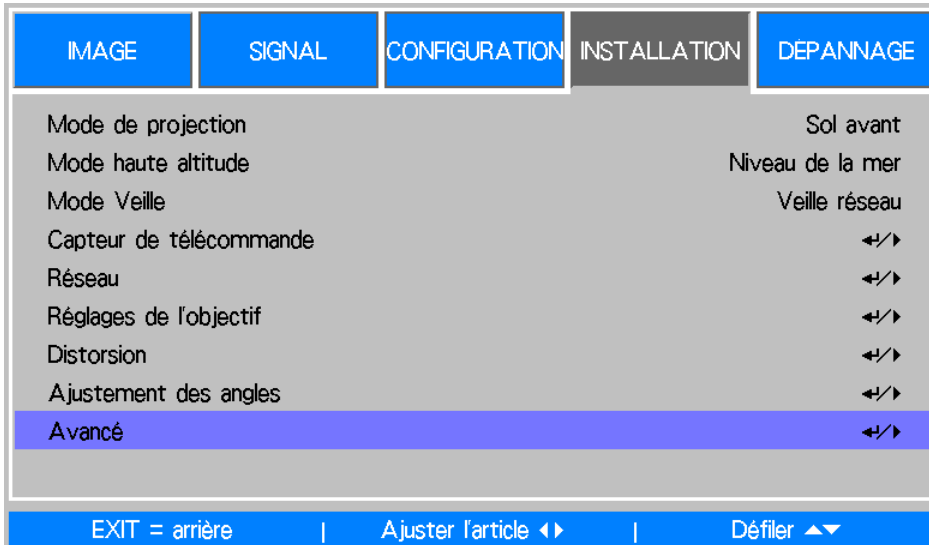 IMAGE SIGNAL CONFIGURATION INSTALLATION DÉPANNAGE
Mode de projection Sol avant
Mode haute altitude Niveau de la mer
Mode Veille Veille réseau
Capteur de télécommande
Réseau
Réglages de l'objectif
Distorsion
Ajustement des angles
Avancé
EXIT = arrière | Ajuster l'article | Défiler